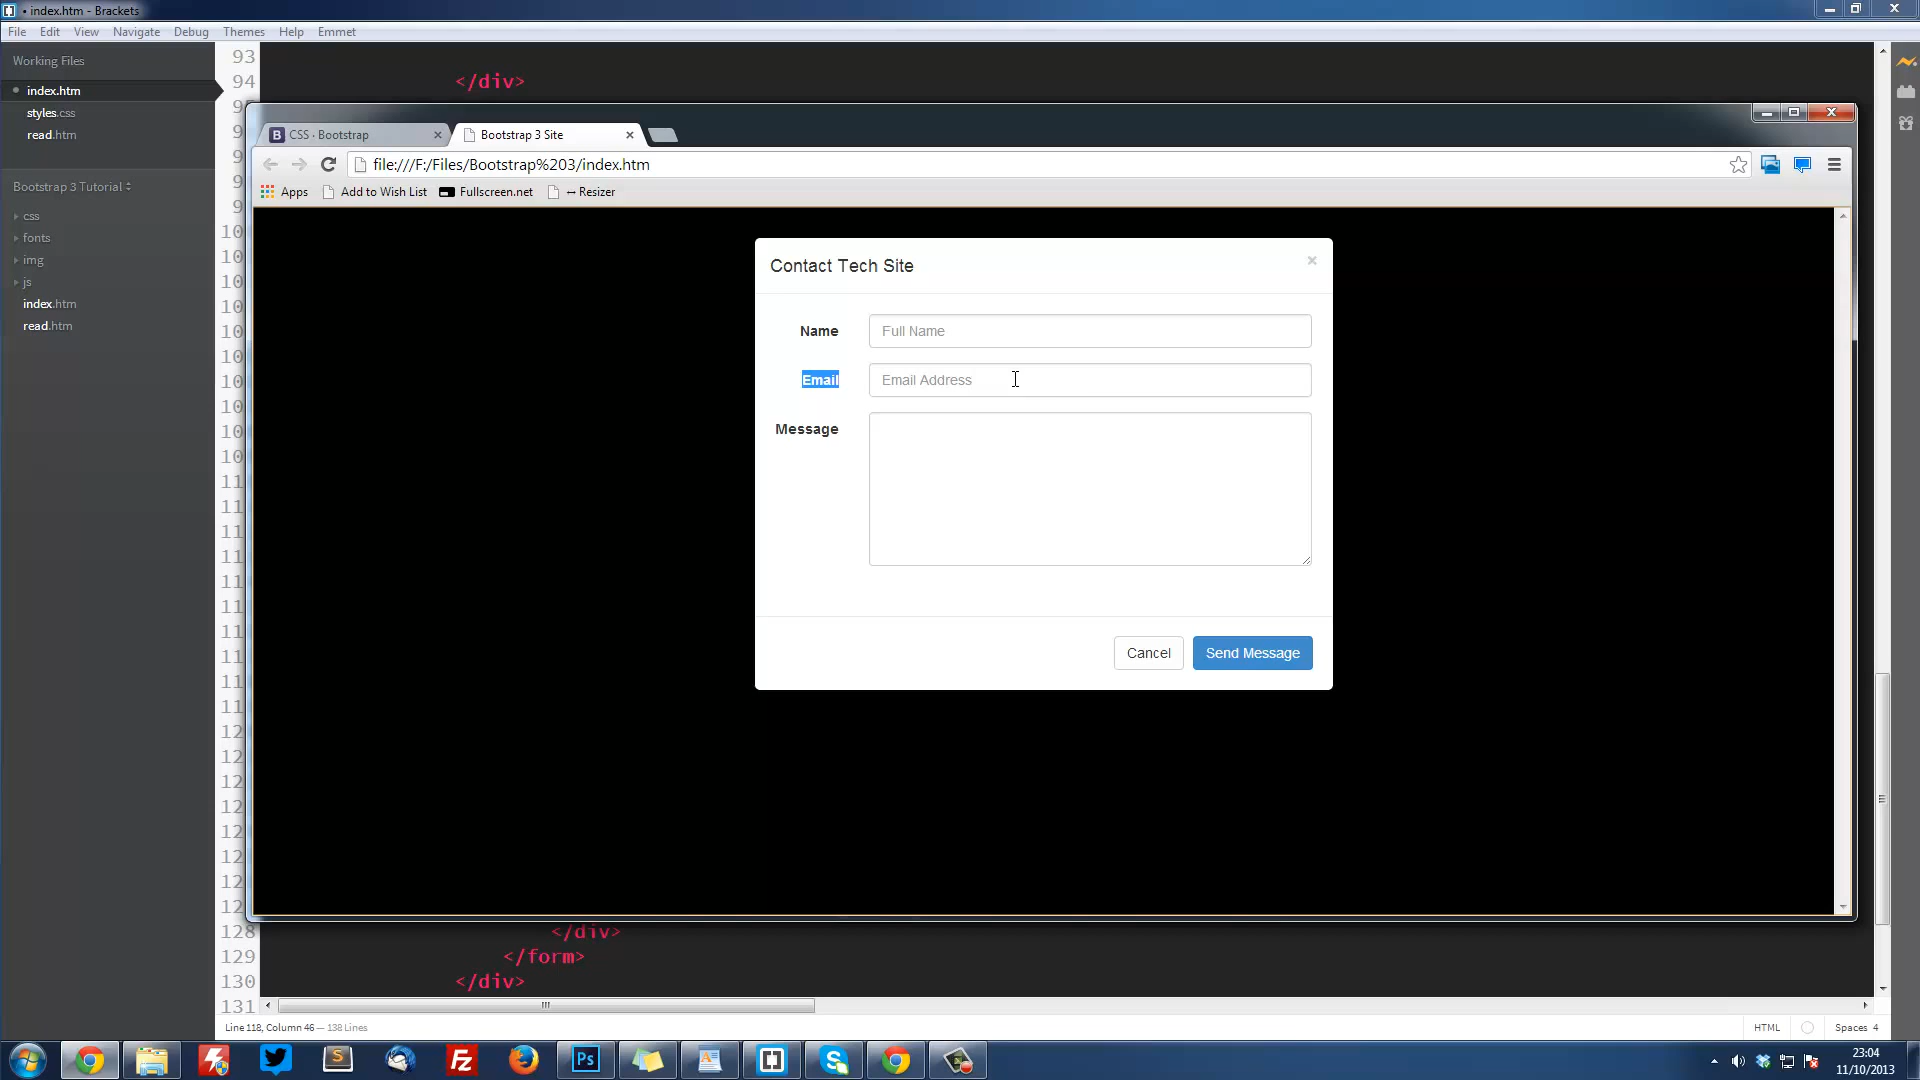 • index.htm - Brackets
File Edit View Navigate Debug Themes Help Emmet
Working Files
index.htm
styles.css
read.htm
Bootstrap 3 Tutorial
css
fonts
img
js
index.htm
read.htm
93
94 </div>
CSS · Bootstrap
Bootstrap 3 Site
file:///F:/Files/Bootstrap%203/index.htm
Apps Add to Wish List Fullscreen.net ↔ Resizer
Contact Tech Site ×
Name Full Name
Email Email Address
Message
Cancel Send Message
128 </div>
129 </form>
130 </div>
131
Line 118, Column 46 — 138 Lines
HTML Spaces 4
Ps
23:04
11/10/2013